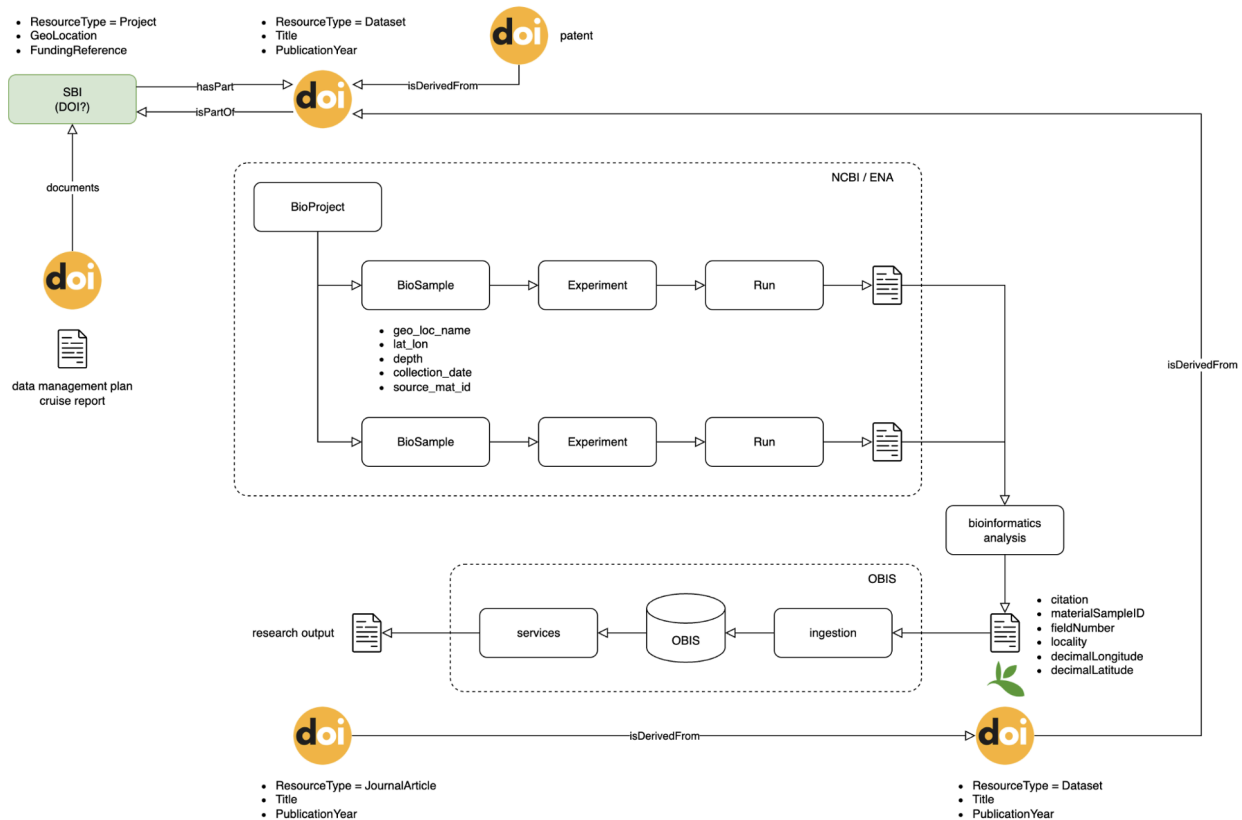 ResourceType = Project
GeoLocation
FundingReference
ResourceType = Dataset
Title
PublicationYear
doi
patent
SBI
(DOI?)
hasPart
doi
isDerivedFrom
isPartOf
documents
NCBI / ENA
BioProject
doi
BioSample
Experiment
Run
geo_loc_name
lat_lon
depth
collection_date
source_mat_id
data management plan
cruise report
isDerivedFrom
BioSample
Experiment
Run
bioinformatics
analysis
OBIS
citation
materialSampleID
fieldNumber
locality
decimalLongitude
decimalLatitude
research output
services
OBIS
ingestion
doi
isDerivedFrom
doi
ResourceType = JournalArticle
Title
PublicationYear
ResourceType = Dataset
Title
PublicationYear